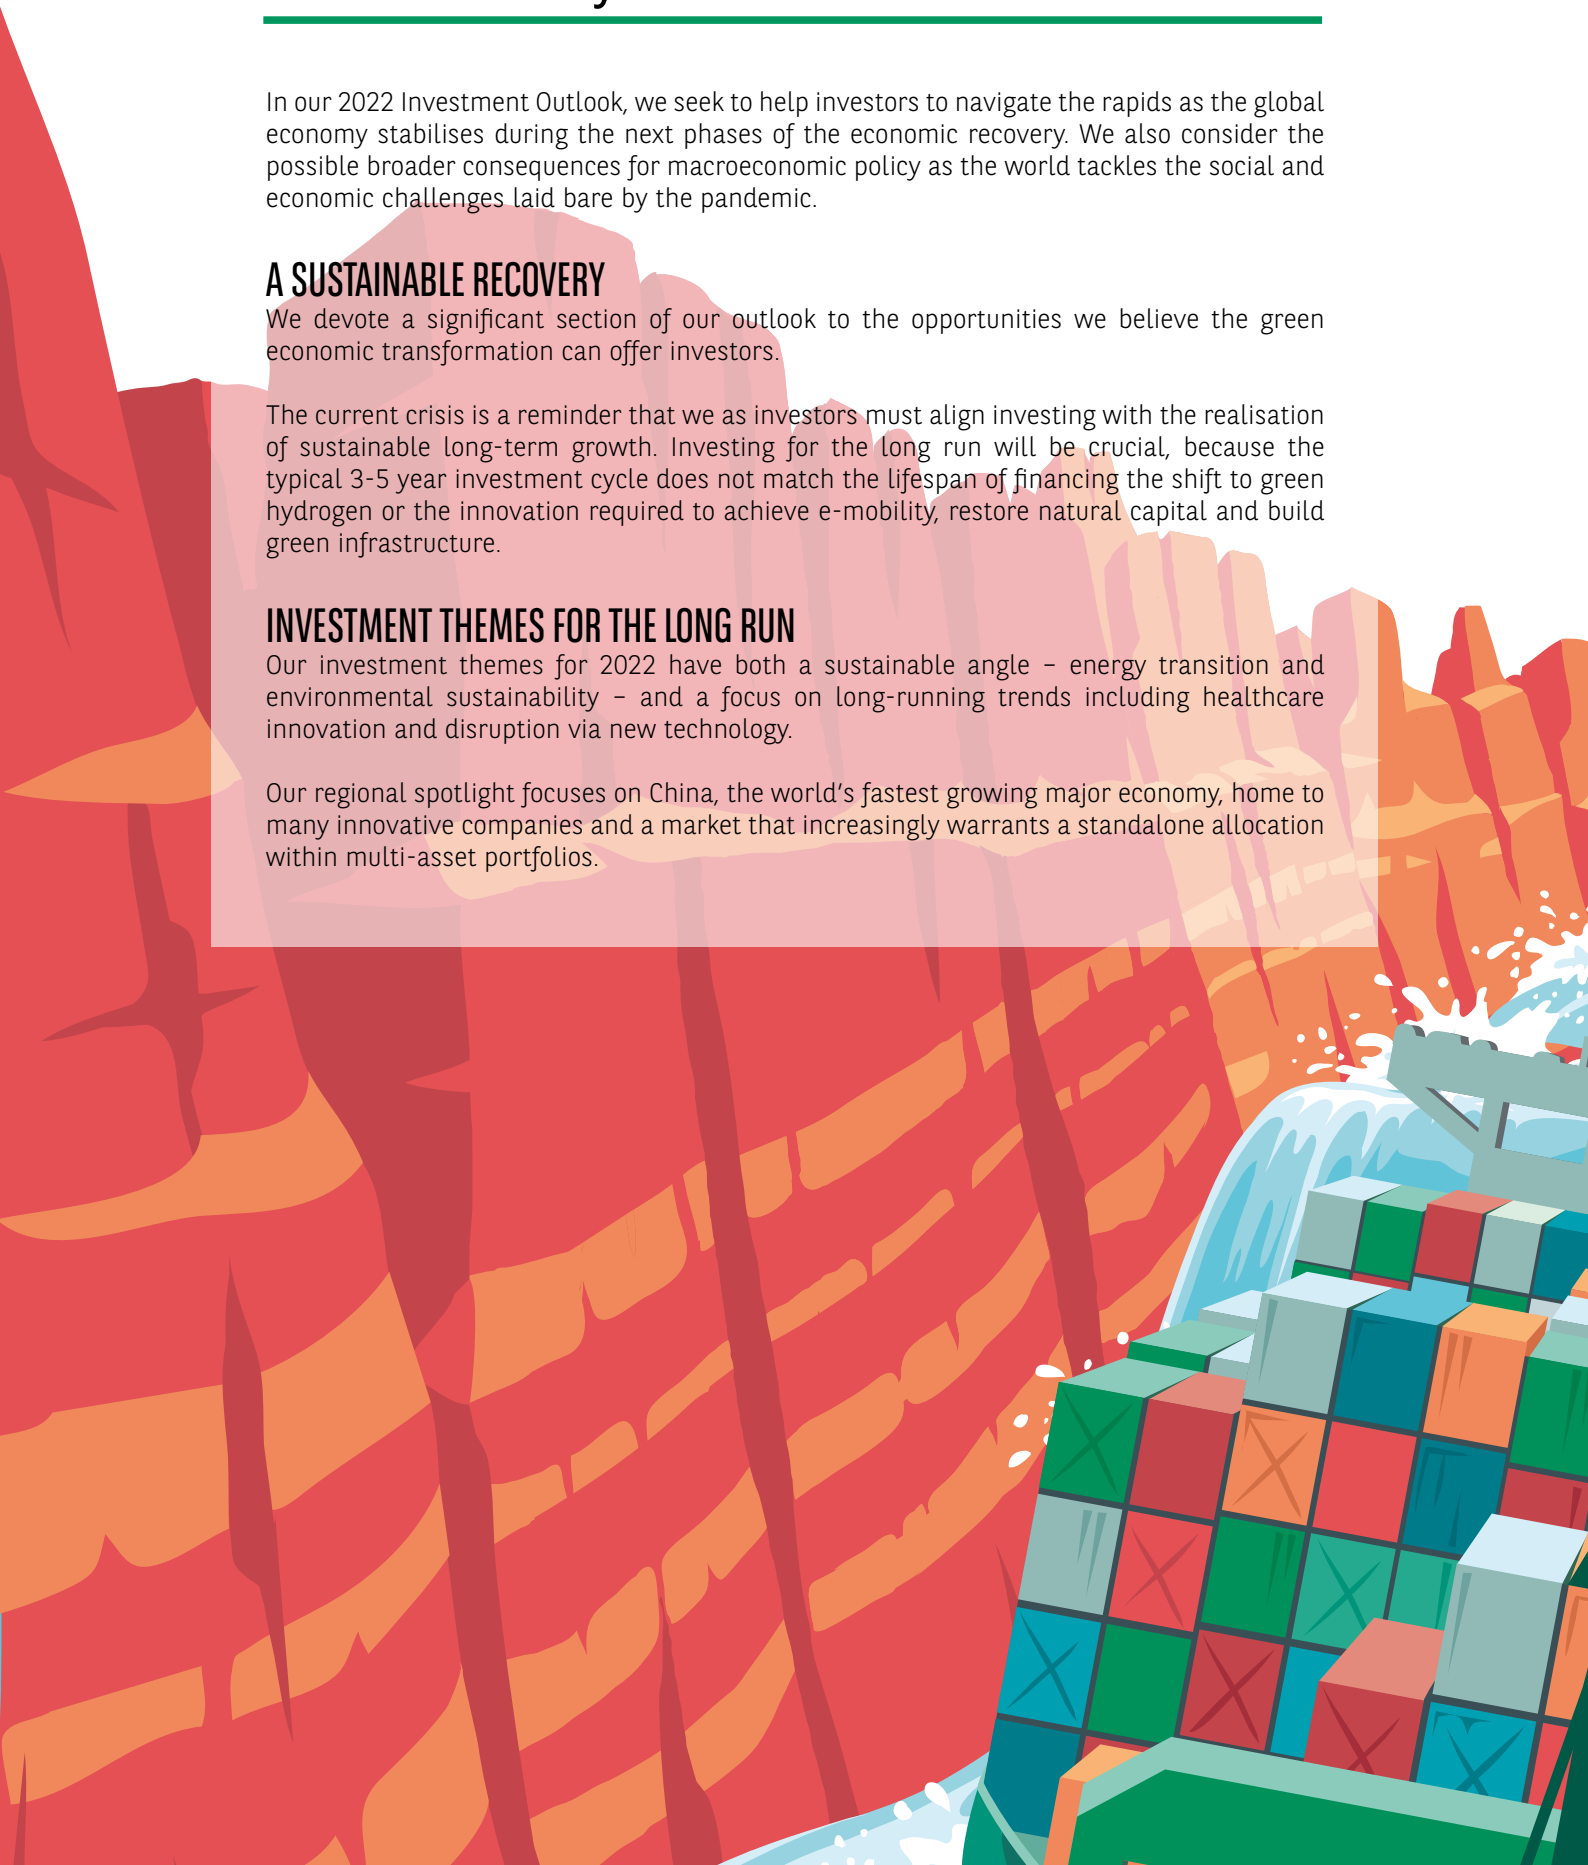 In our 2022 Investment Outlook, we seek to help investors to navigate the rapids as the global
economy stabilises during the next phases of the economic recovery. We also consider the
possible broader consequences for macroeconomic policy as the world tackles the social and
economic challenges laid bare by the pandemic.
A SUSTAINABLE RECOVERY
We devote a significant section of our outlook to the opportunities we believe the green
economic transformation can offer investors.
The current crisis is a reminder that we as investors must align investing with the realisation
of sustainable long-term growth. Investing for the long run will be crucial, because the
typical 3-5 year investment cycle does not match the lifespan of financing the shift to green
hydrogen or the innovation required to achieve e-mobility, restore natural capital and build
green infrastructure.
INVESTMENT THEMES FOR THE LONG RUN
Our investment themes for 2022 have both a sustainable angle – energy transition and
environmental sustainability – and a focus on long-running trends including healthcare
innovation and disruption via new technology.
Our regional spotlight focuses on China, the world's fastest growing major economy, home to
many innovative companies and a market that increasingly warrants a standalone allocation
within multi-asset portfolios.